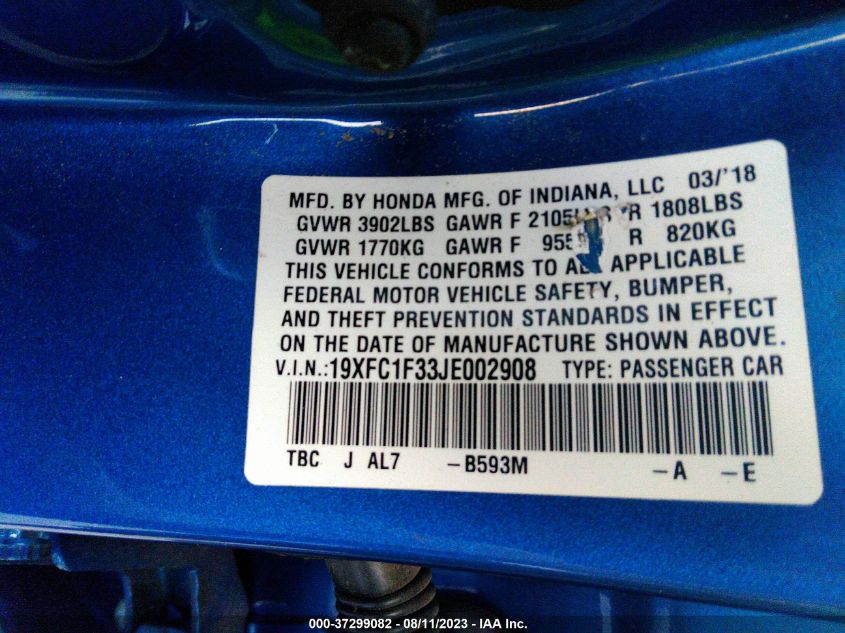 MFD. BY HONDA MFG. OF INDIANA, LLC 03/'18
GVWR 3902LBS GAWR F R 1808LBS
GVWR 1770KG GAWR F R 820KG
THIS VEHICLE CONFORMS TO APPLICABLE
FEDERAL MOTOR VEHICLE SAFETY, BUMPER,
AND THEFT PREVENTION STANDARDS IN EFFECT
ON THE DATE OF MANUFACTURE SHOWN ABOVE.
V.I.N.:19XFC1F33JE002908 TYPE: PASSENGER CAR
TBC J AL7 -B593M -A -E
000-37299082 - 08/11/2023 - IAA Inc.